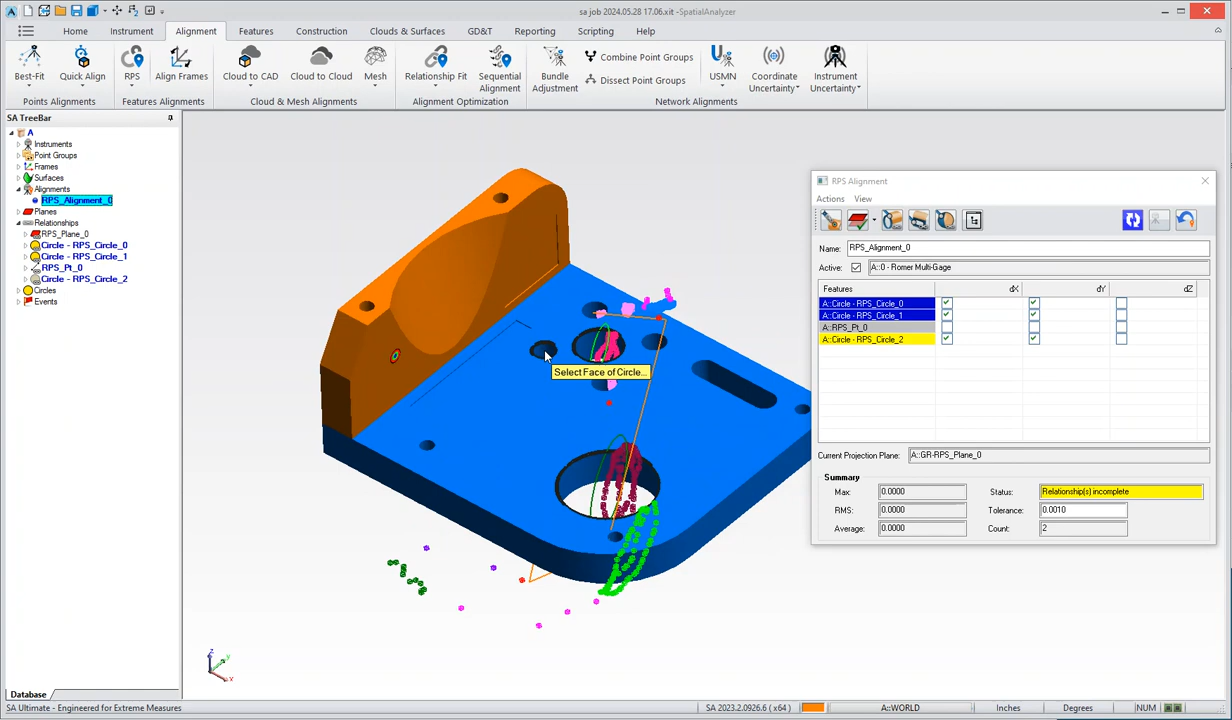 sa job 2024.05.28 17.06.xit - SpatialAnalyzer
Home Instrument Alignment Features Construction Clouds & Surfaces GD&T Reporting Scripting Help
Best-Fit Quick Align RPS Align Frames Cloud to CAD Cloud to Cloud Mesh Relationship Fit Sequential Alignment Bundle Adjustment Combine Point Groups Dissect Point Groups USMN Coordinate Uncertainty Instrument Uncertainty
Points Alignments Features Alignments Cloud & Mesh Alignments Alignment Optimization Network Alignments
SA TreeBar
A
Instruments
Point Groups
Frames
Surfaces
Alignments
RPS_Alignment_0
Planes
Relationships
RPS_Plane_0
Circle - RPS_Circle_0
Circle - RPS_Circle_1
RPS_Pt_0
Circle - RPS_Circle_2
Circles
Events
Select Face of Circle...
RPS Alignment
Actions View
Name: RPS_Alignment_0
Active: A::0 - Romer Multi-Gage
Features dX dY dZ
A::Circle - RPS_Circle_0
A::Circle - RPS_Circle_1
A::RPS_Pt_0
A::Circle - RPS_Circle_2
Current Projection Plane: A::GR-RPS_Plane_0
Summary
Max: 0.0000 Status: Relationship(s) incomplete
RMS: 0.0000 Tolerance: 0.0010
Average: 0.0000 Count: 2
z
y
x
Database
SA Ultimate - Engineered for Extreme Measures SA 2023.2.0926.6 ( x64 ) A::WORLD Inches Degrees NUM